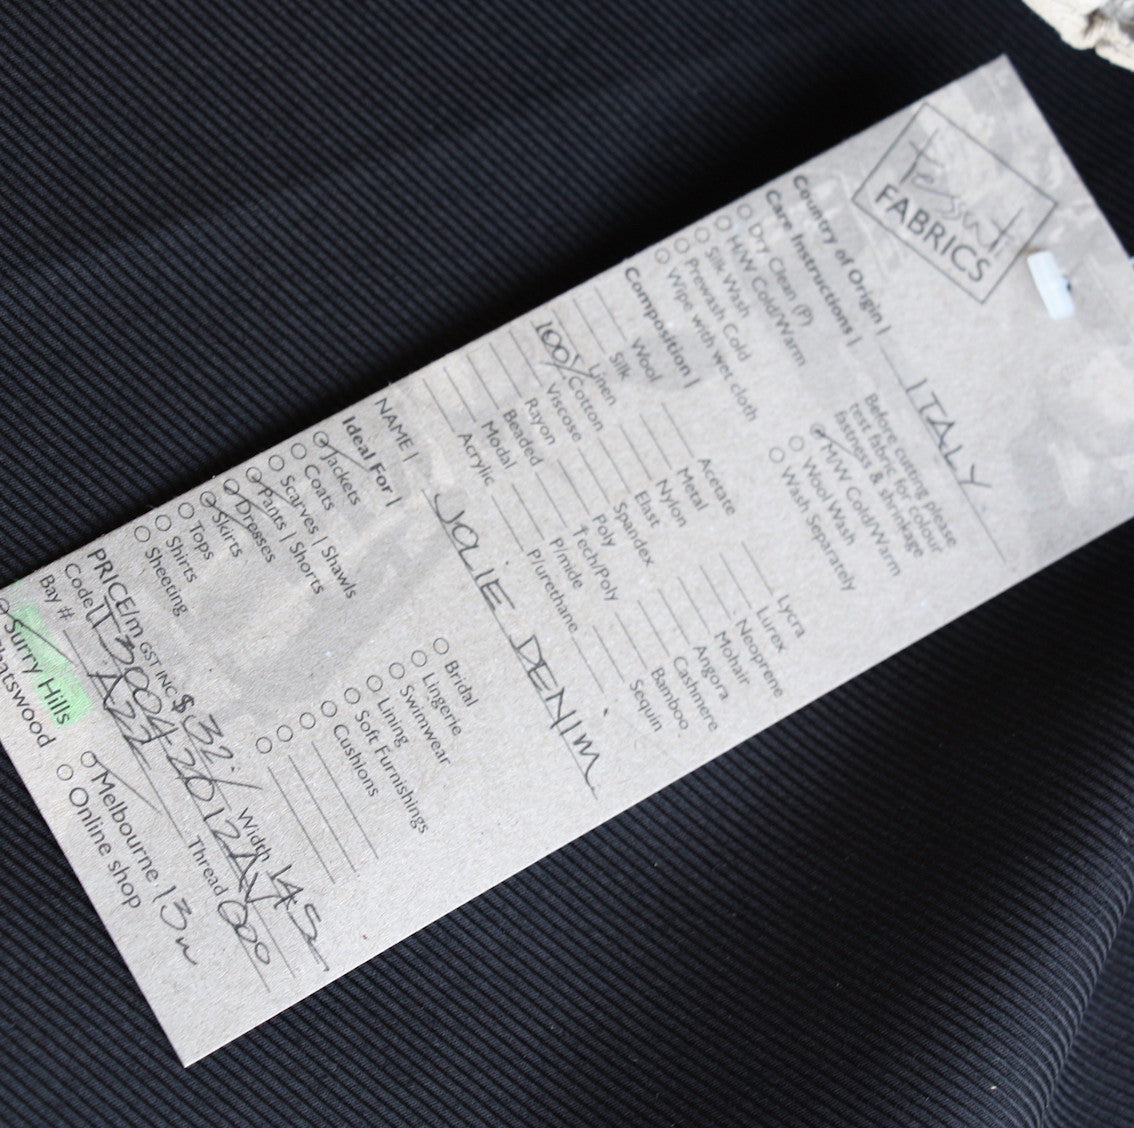 Tessuti
FABRICS
Country of Origin | ITALY
Care Instructions |
Before cutting please
test fabric for colour
fastness & shrinkage
Dry Clean (P)
H/W Cold/Warm
Silk Wash
Prewash Cold
Wipe with wet cloth
M/W Cold/Warm
Wool Wash
Wash Separately
Composition |
Wool
Silk
Linen
100% Cotton
Viscose
Rayon
Beaded
Modal
Acrylic
Acetate
Metal
Nylon
Elast
Spandex
Poly
Tech/Poly
P/mide
P/urethane
Lycra
Lurex
Neoprene
Mohair
Angora
Cashmere
Bamboo
Sequin
NAME | JOLIE DENIM
Ideal For |
Jackets
Coats
Scarves | Shawls
Pants | Shorts
Dresses
Skirts
Tops
Shirts
Sheeting
Bridal
Lingerie
Swimwear
Lining
Soft Furnishings
Cushions
PRICE/m GST INC $ 32.- Width 145
Code
Bay # A22 Thread 000
Surry Hills
Chatswood
Melbourne 13m
Online shop